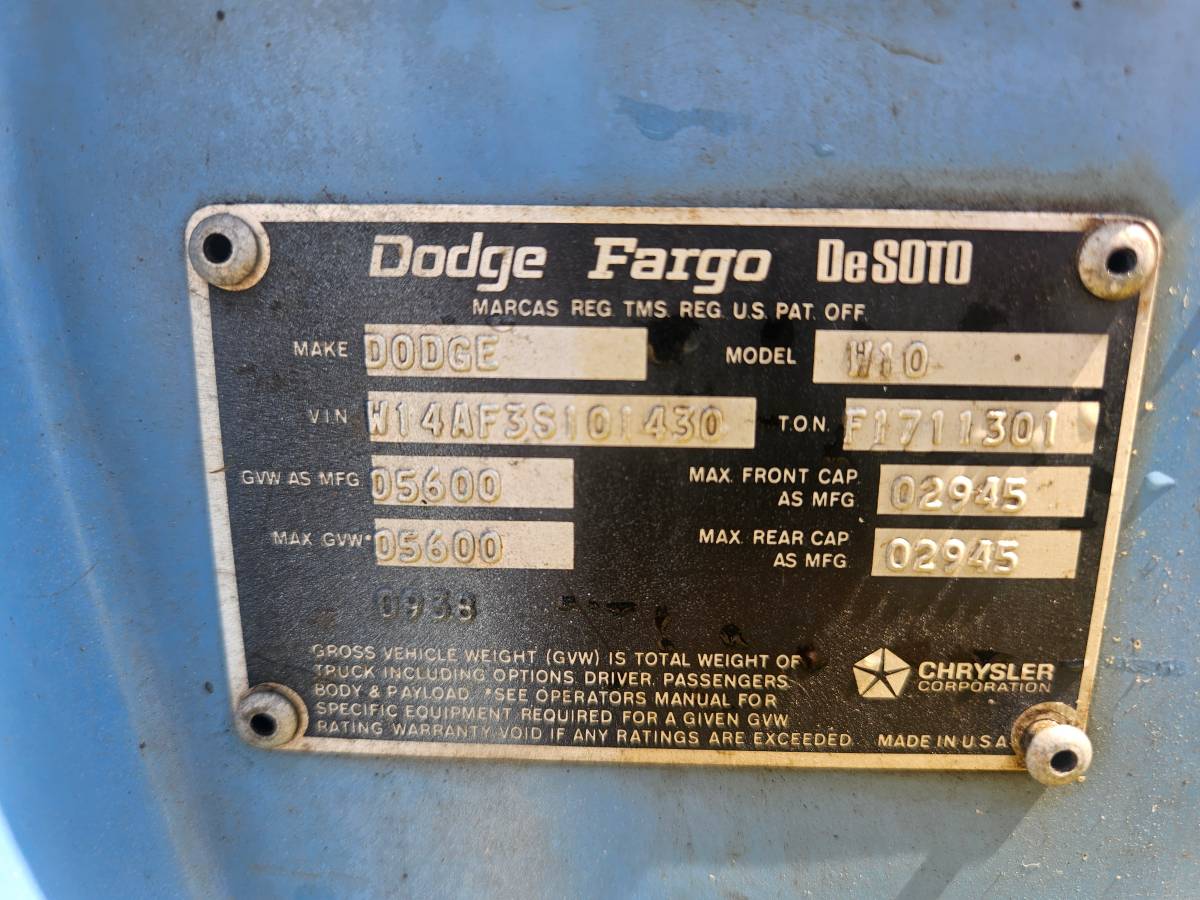 Dodge Fargo DeSOTO
MARCAS REG. TMS. REG. U.S. PAT. OFF.
MAKE DODGE MODEL W10
VIN W14AF3S101430 T.O.N. F1711301
GVW AS MFG 05600 MAX. FRONT CAP. AS MFG. 02945
MAX. GVW* 05600 MAX. REAR CAP. AS MFG. 02945
0938
GROSS VEHICLE WEIGHT (GVW) IS TOTAL WEIGHT OF
TRUCK INCLUDING OPTIONS, DRIVER, PASSENGERS,
BODY & PAYLOAD. *SEE OPERATORS MANUAL FOR
SPECIFIC EQUIPMENT REQUIRED FOR A GIVEN GVW
RATING. WARRANTY VOID IF ANY RATINGS ARE EXCEEDED.
CHRYSLER
CORPORATION
MADE IN U.S.A.